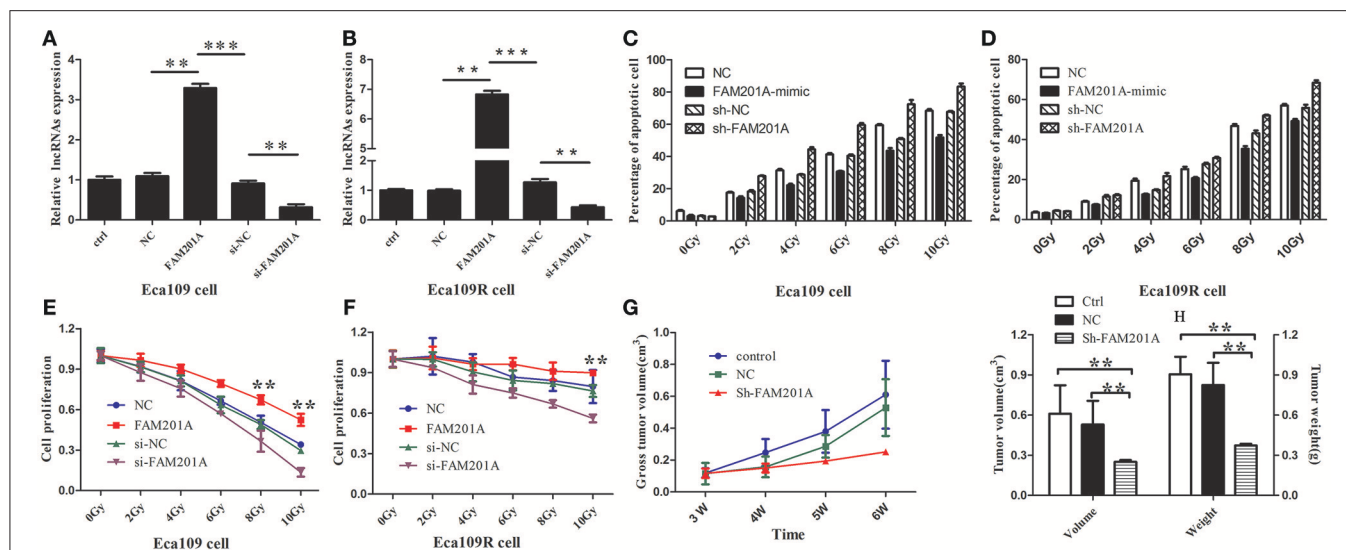 A
Relative lncRNAs expression
4
3
2
1
0
** ***
**
ctrl
NC
FAM201A
si-NC
si-FAM201A
Eca109 cell
B
Relative lncRNAs expression
8
7
6
5
2
1
0
** ***
**
ctrl
NC
FAM201A
si-NC
si-FAM201A
Eca109R cell
C
Percentage of apoptotic cell
100
80
60
40
20
0
NC
FAM201A-mimic
sh-NC
sh-FAM201A
0Gy 2Gy 4Gy 6Gy 8Gy 10Gy
Eca109 cell
D
Percentage of apoptotic cell
80
60
40
20
0
NC
FAM201A-mimic
sh-NC
sh-FAM201A
0Gy 2Gy 4Gy 6Gy 8Gy 10Gy
Eca109R cell
E
Cell proliferation
1.2
0.9
0.6
0.3
0.0
NC
FAM201A
si-NC
si-FAM201A
**
**
0Gy 2Gy 4Gy 6Gy 8Gy 10Gy
Eca109 cell
F
Cell proliferation
1.2
0.9
0.6
0.3
0.0
NC
FAM201A
si-NC
si-FAM201A
**
0Gy 2Gy 4Gy 6Gy 8Gy 10Gy
Eca109R cell
G
Gross tumor volume(cm3)
1.0
0.8
0.6
0.4
0.2
0.0
control
NC
Sh-FAM201A
3 W 4W 5W 6W
Time
Ctrl
NC
Sh-FAM201A
H
Tumor volume(cm3)
1.2
0.9
0.6
0.3
0.0
**
**
**
**
Volume Weight
1.2
0.9
0.6
0.3
0.0
Tumor weight(g)